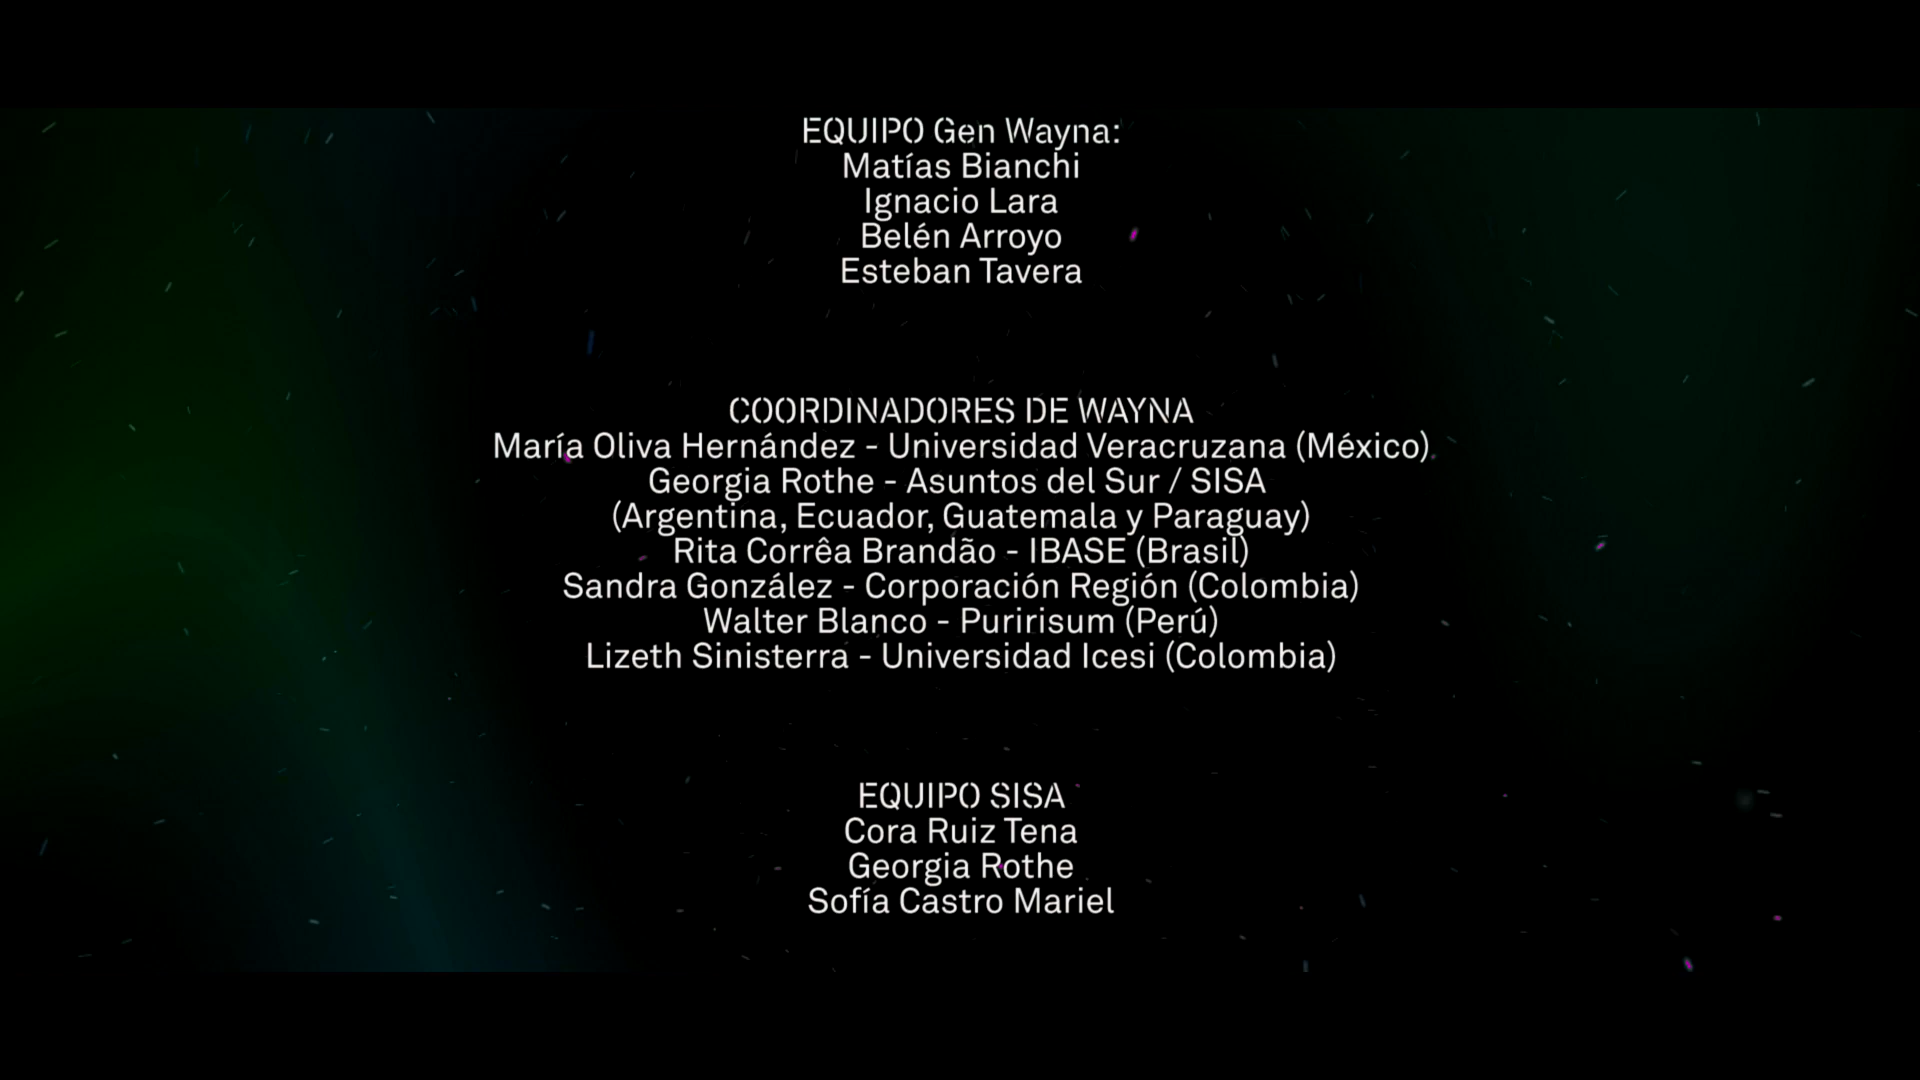 EQUIPO Gen Wayna:
Matías Bianchi
Ignacio Lara
Belén Arroyo
Esteban Tavera
COORDINADORES DE WAYNA
María Oliva Hernández - Universidad Veracruzana (México)
Georgia Rothe - Asuntos del Sur / SISA
(Argentina, Ecuador, Guatemala y Paraguay)
Rita Corrêa Brandão - IBASE (Brasil)
Sandra González - Corporación Región (Colombia)
Walter Blanco - Puririsum (Perú)
Lizeth Sinisterra - Universidad Icesi (Colombia)
EQUIPO SISA
Cora Ruiz Tena
Georgia Rothe
Sofía Castro Mariel